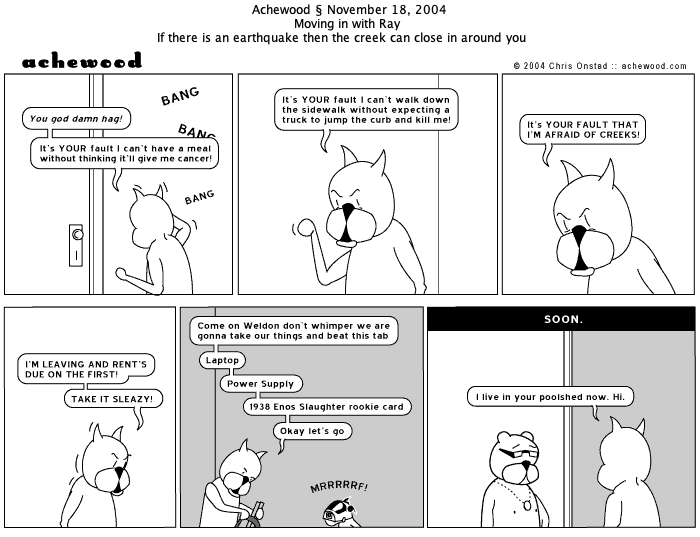 Achewood § November 18, 2004
Moving in with Ray
If there is an earthquake then the creek can close in around you
achewood
© 2004 Chris Onstad :: achewood.com
BANG
You god damn hag!
BANG
It's YOUR fault I can't have a meal
without thinking it'll give me cancer!
BANG
It's YOUR fault I can't walk down
the sidewalk without expecting a
truck to jump the curb and kill me!
It's YOUR FAULT THAT
I'M AFRAID OF CREEKS!
I'M LEAVING AND RENT'S
DUE ON THE FIRST!
TAKE IT SLEAZY!
Come on Weldon don't whimper we are
gonna take our things and beat this tab
Laptop
Power Supply
1938 Enos Slaughter rookie card
Okay let's go
MRRRRRF!
SOON.
I live in your poolshed now. Hi.